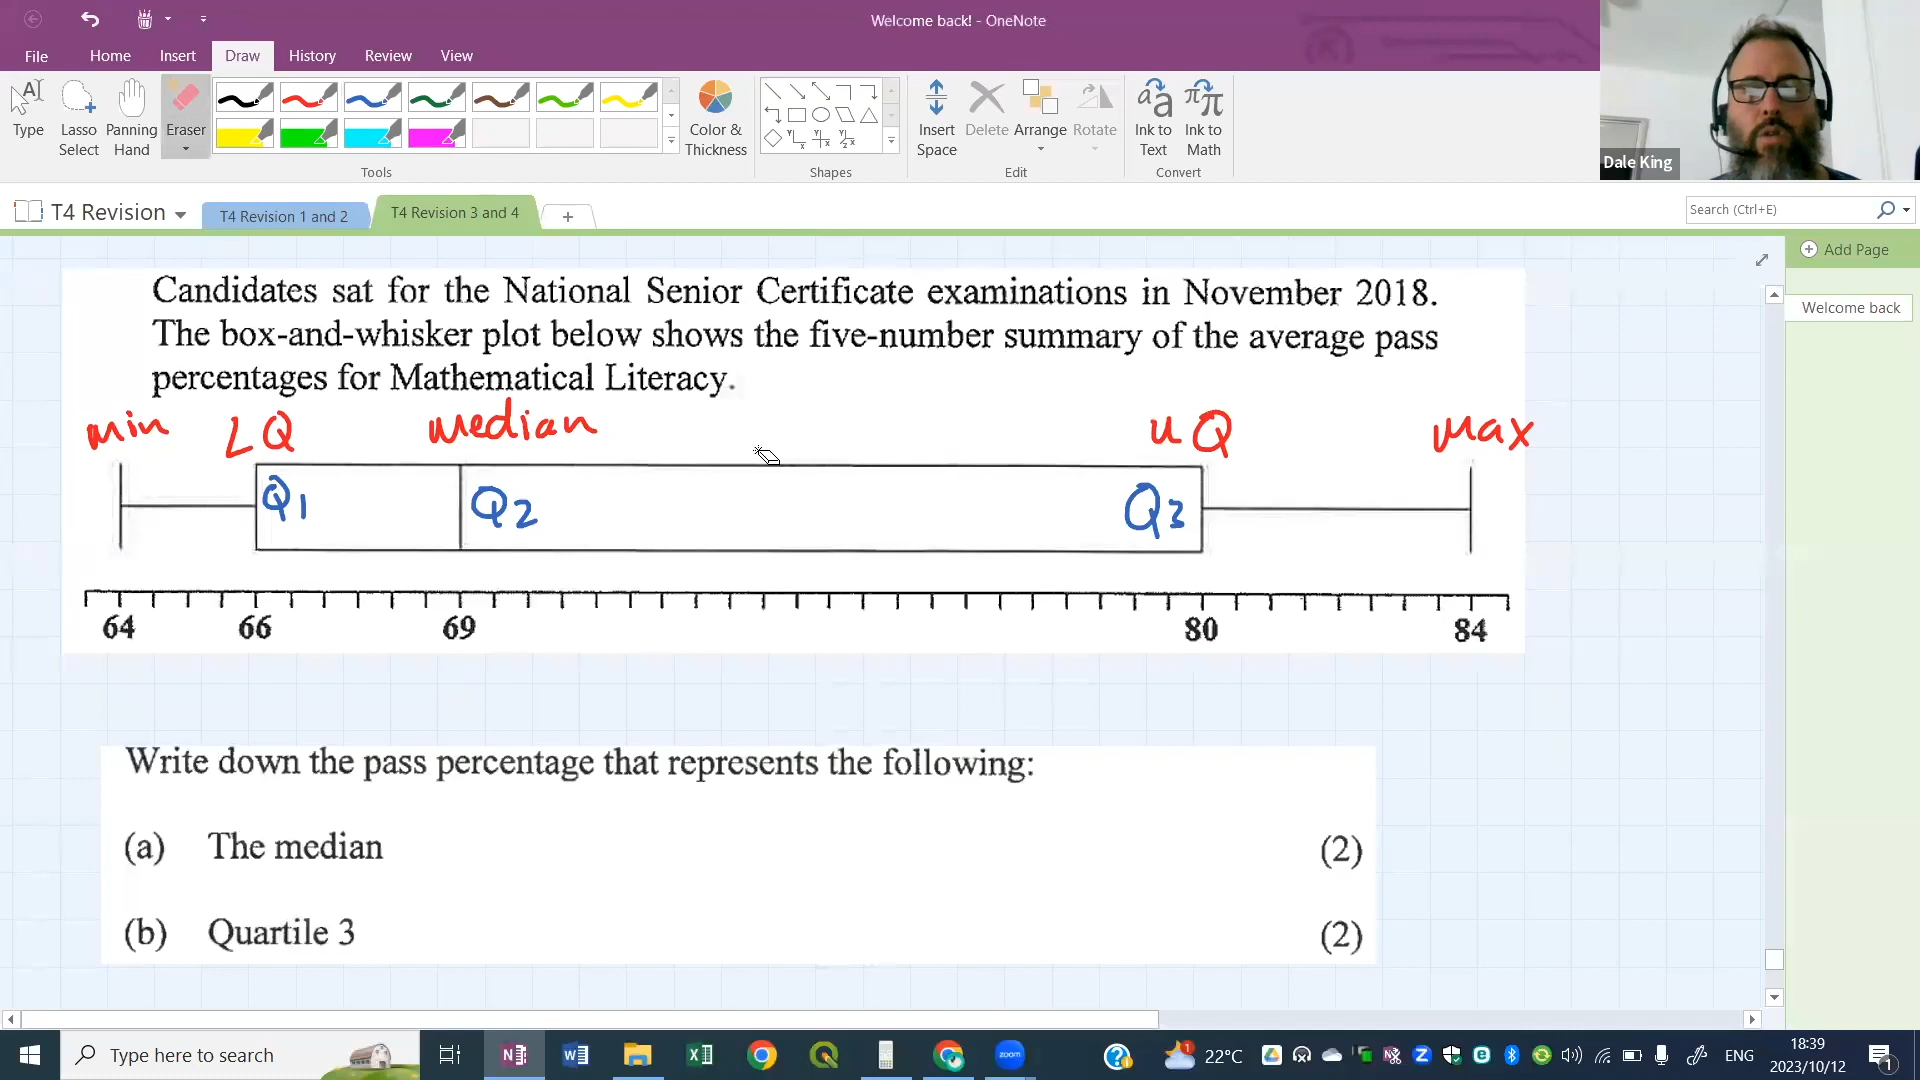 Welcome back! - OneNote
File
Home
Insert
Draw
History
Review
View
Type
Lasso Select
Panning Hand
Eraser
Color & Thickness
Insert Space
Delete
Arrange
Rotate
Ink to Text
Ink to Math
Tools
Shapes
Edit
Convert
Dale King
T4 Revision
T4 Revision 1 and 2
T4 Revision 3 and 4
Search (Ctrl+E)
Add Page
Welcome back
Candidates sat for the National Senior Certificate examinations in November 2018.
The box-and-whisker plot below shows the five-number summary of the average pass
percentages for Mathematical Literacy.
min LQ median uQ Max
Q1 Q2 Q3
64 66 69 80 84
Write down the pass percentage that represents the following:
(a) The median (2)
(b) Quartile 3 (2)
Type here to search
zoom
22°C
ENG
18:39
2023/10/12
1